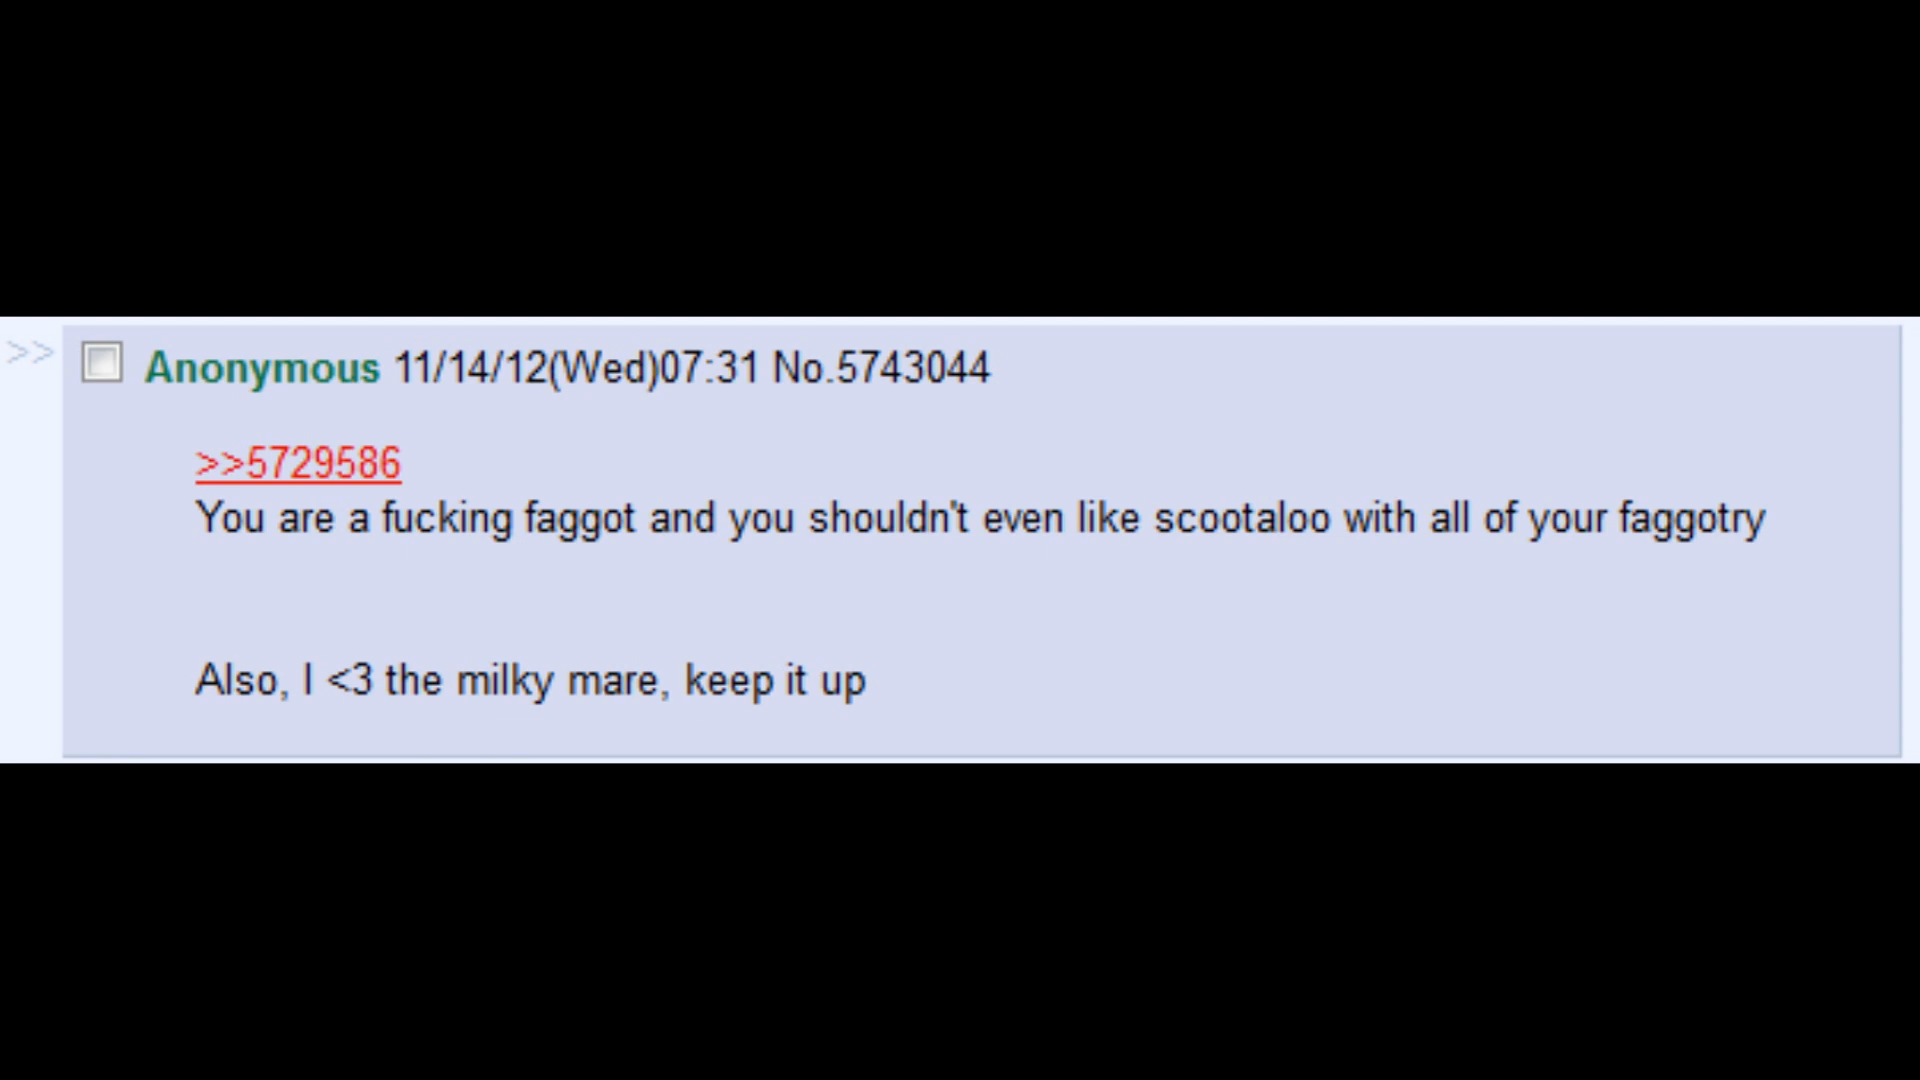 >>
Anonymous 11/14/12(Wed)07:31 No.5743044
>>5729586
You are a fucking faggot and you shouldn't even like scootaloo with all of your faggotry
Also, I <3 the milky mare, keep it up